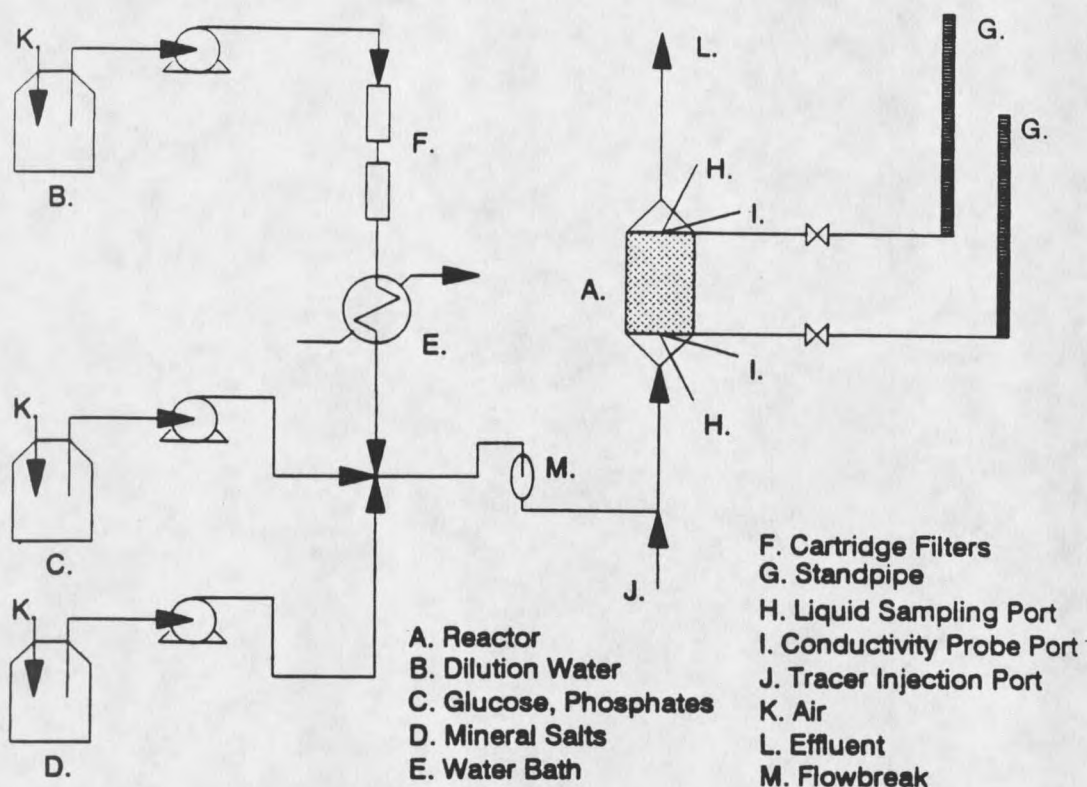 K.
B.
F.
E.
K.
C.
K.
D.
M.
J.
L.
H.
I.
A.
I.
H.
G.
G.
A. Reactor
B. Dilution Water
C. Glucose, Phosphates
D. Mineral Salts
E. Water Bath
F. Cartridge Filters
G. Standpipe
H. Liquid Sampling Port
I. Conductivity Probe Port
J. Tracer Injection Port
K. Air
L. Effluent
M. Flowbreak